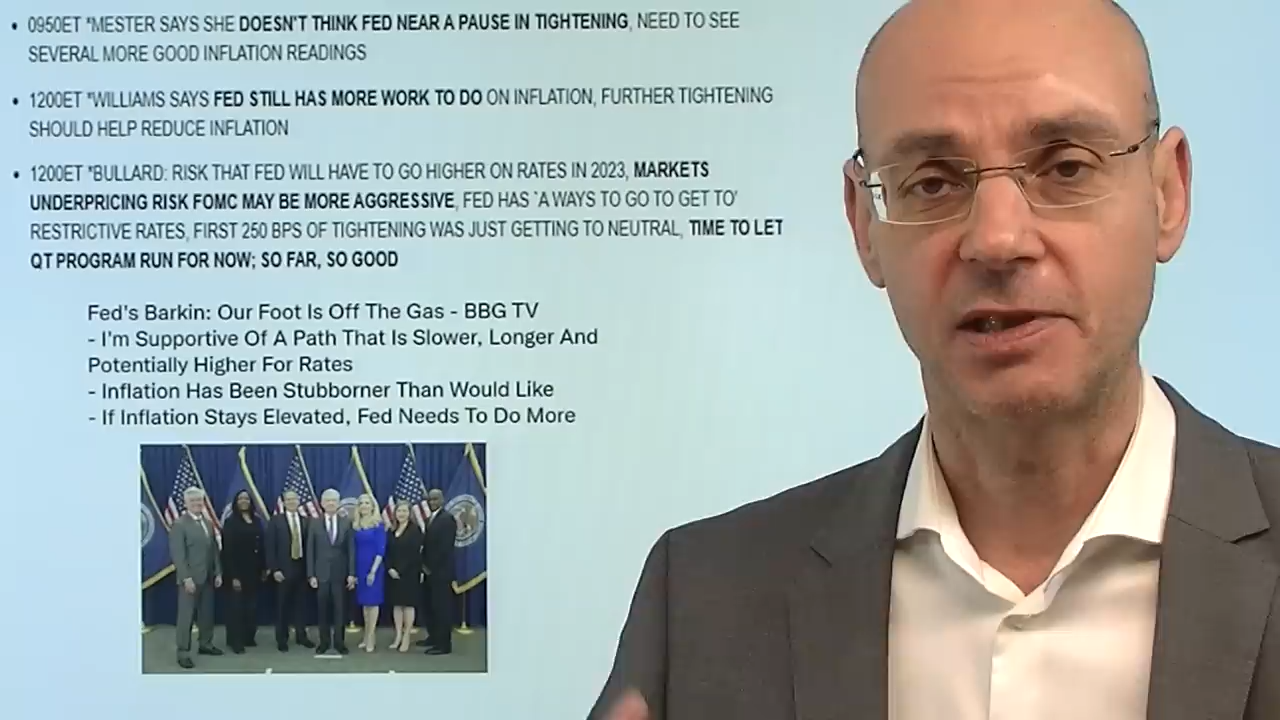 • 0950ET *MESTER SAYS SHE DOESN'T THINK FED NEAR A PAUSE IN TIGHTENING, NEED TO SEE
SEVERAL MORE GOOD INFLATION READINGS
• 1200ET *WILLIAMS SAYS FED STILL HAS MORE WORK TO DO ON INFLATION, FURTHER TIGHTENING
SHOULD HELP REDUCE INFLATION
• 1200ET *BULLARD: RISK THAT FED WILL HAVE TO GO HIGHER ON RATES IN 2023, MARKETS
UNDERPRICING RISK FOMC MAY BE MORE AGGRESSIVE, FED HAS `A WAYS TO GO TO GET TO'
RESTRICTIVE RATES, FIRST 250 BPS OF TIGHTENING WAS JUST GETTING TO NEUTRAL, TIME TO LET
QT PROGRAM RUN FOR NOW; SO FAR, SO GOOD
Fed's Barkin: Our Foot Is Off The Gas - BBG TV
- I'm Supportive Of A Path That Is Slower, Longer And
Potentially Higher For Rates
- Inflation Has Been Stubborner Than Would Like
- If Inflation Stays Elevated, Fed Needs To Do More